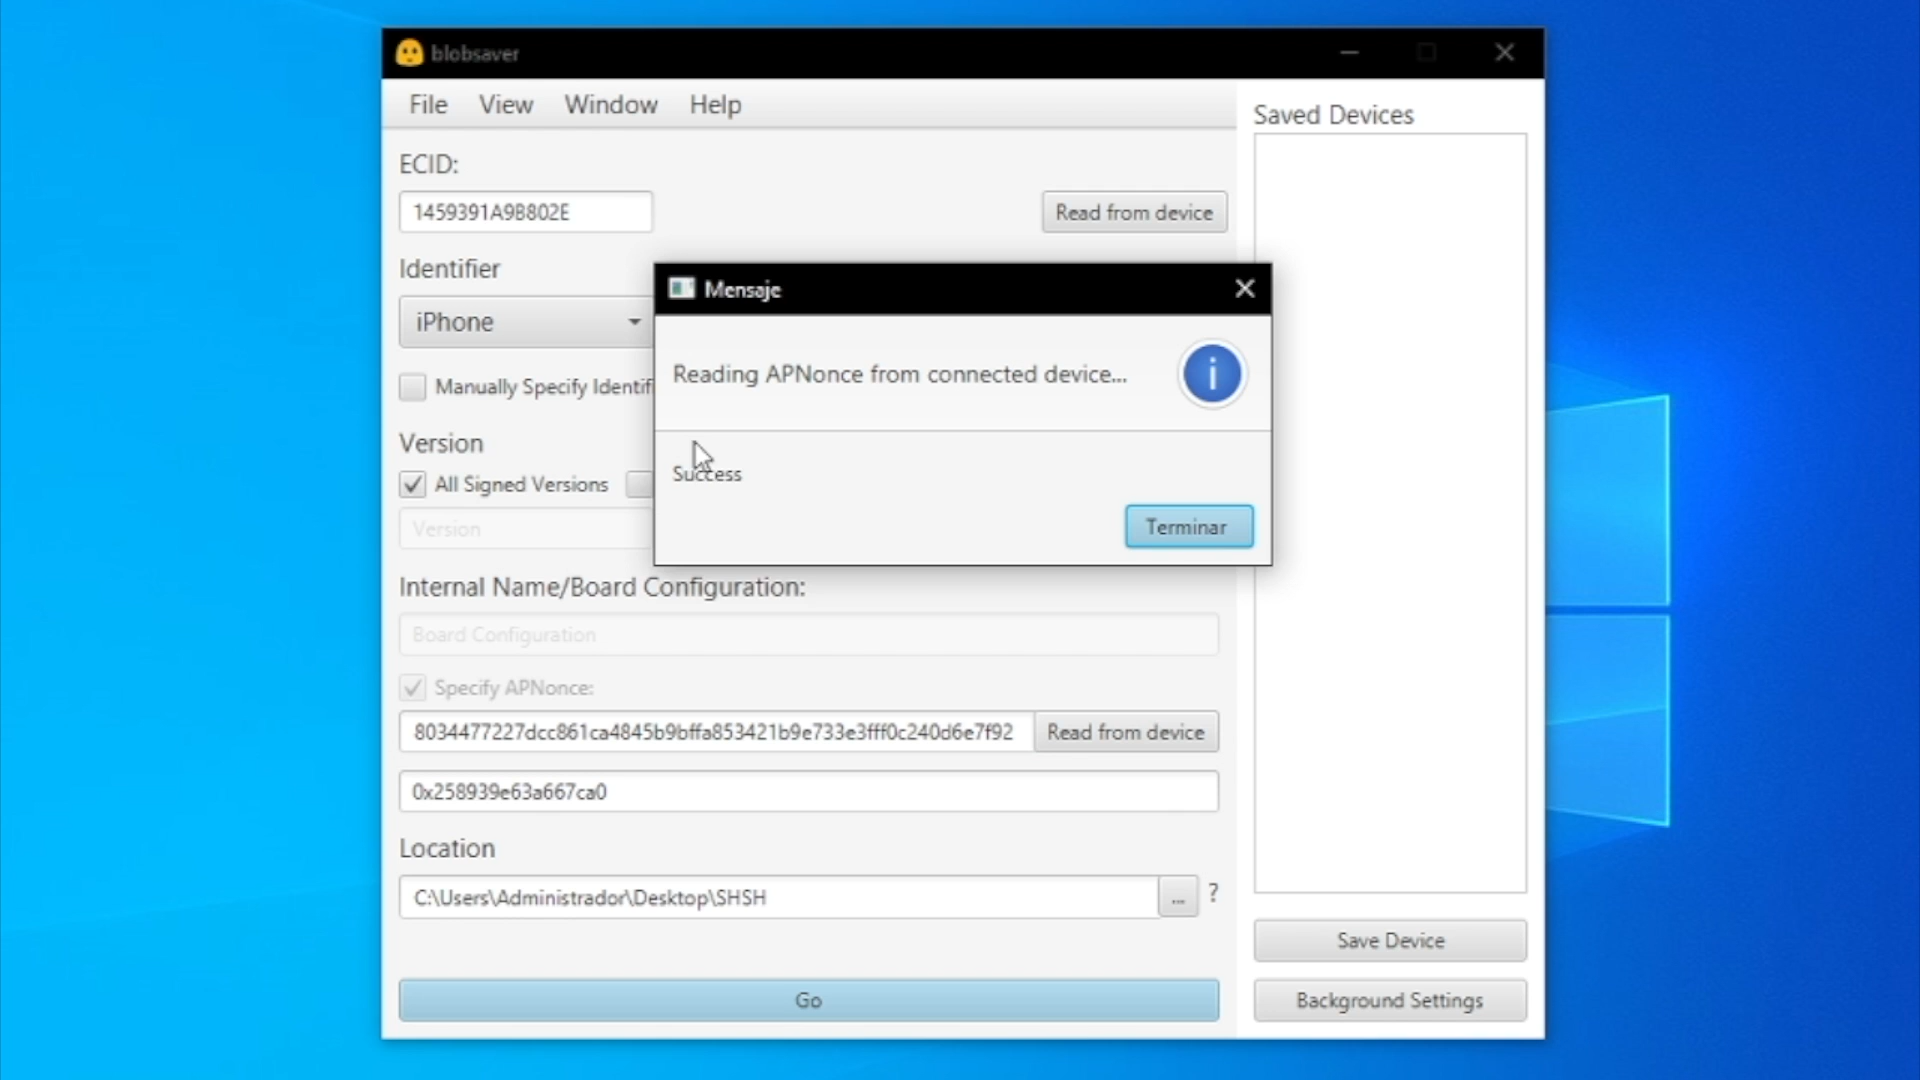 blobsaver
File View Window Help
Saved Devices
ECID:
1459391A9B802E
Read from device
Identifier
iPhone
Manually Specify Identifi
Mensaje
Reading APNonce from connected device...
Success
Terminar
Version
All Signed Versions
Version
Internal Name/Board Configuration:
Board Configuration
Specify APNonce:
8034477227dcc861ca4845b9bffa853421b9e733e3fff0c240d6e7f92
Read from device
0x258939e63a667ca0
Location
C:\Users\Administrador\Desktop\SHSH
...
?
Save Device
Go
Background Settings